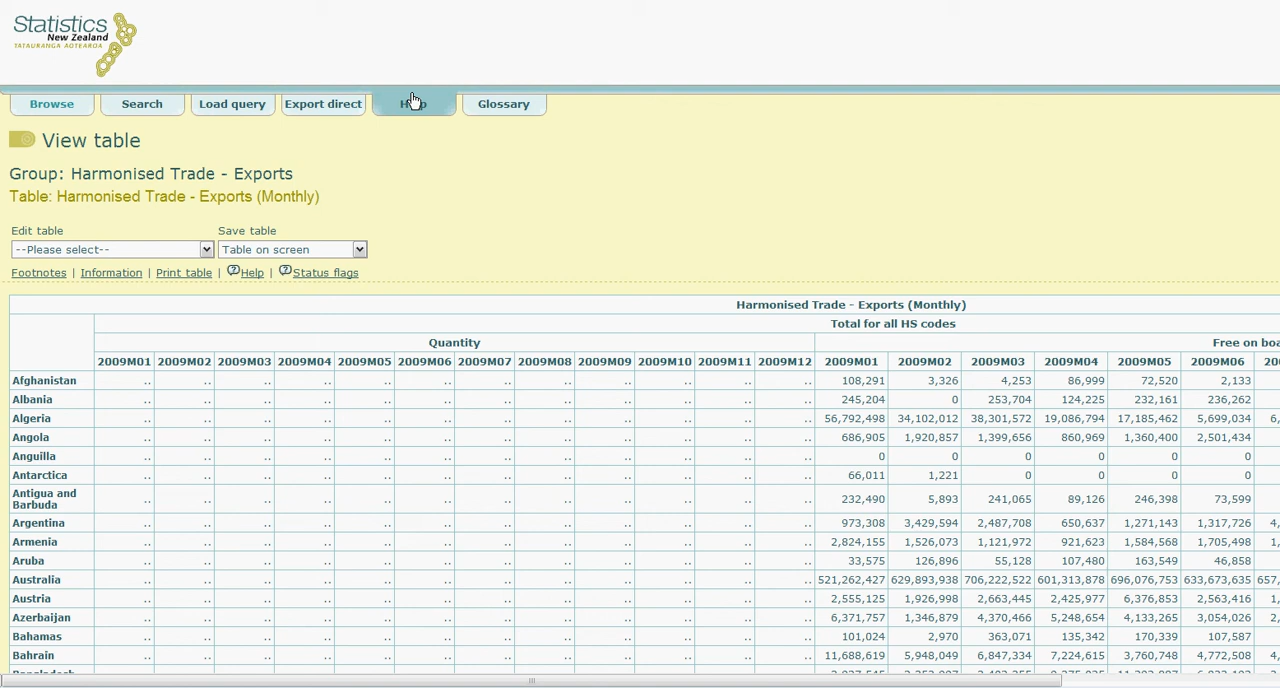 Statistics
New Zealand
TATAURANGA AOTEAROA
Browse Search Load query Export direct Help Glossary
View table
Group: Harmonised Trade - Exports
Table: Harmonised Trade - Exports (Monthly)
Edit table Save table
--Please select-- Table on screen
Footnotes | Information | Print table | Help | Status flags
Harmonised Trade - Exports (Monthly)
Total for all HS codes
Quantity Free on boa
2009M01 2009M02 2009M03 2009M04 2009M05 2009M06 2009M07 2009M08 2009M09 2009M10 2009M11 2009M12 2009M01 2009M02 2009M03 2009M04 2009M05 2009M06 20
Afghanistan .. .. .. .. .. .. .. .. .. .. .. .. 108,291 3,326 4,253 86,999 72,520 2,133
Albania .. .. .. .. .. .. .. .. .. .. .. .. 245,204 0 253,704 124,225 232,161 236,262
Algeria .. .. .. .. .. .. .. .. .. .. .. .. 56,792,498 34,102,012 38,301,572 19,086,794 17,185,462 5,699,034 6,
Angola .. .. .. .. .. .. .. .. .. .. .. .. 686,905 1,920,857 1,399,656 860,969 1,360,400 2,501,434
Anguilla .. .. .. .. .. .. .. .. .. .. .. .. 0 0 0 0 0 0
Antarctica .. .. .. .. .. .. .. .. .. .. .. .. 66,011 1,221 0 0 0 0
Antigua and
Barbuda .. .. .. .. .. .. .. .. .. .. .. .. 232,490 5,893 241,065 89,126 246,398 73,599
Argentina .. .. .. .. .. .. .. .. .. .. .. .. 973,308 3,429,594 2,487,708 650,637 1,271,143 1,317,726 4,
Armenia .. .. .. .. .. .. .. .. .. .. .. .. 2,824,155 1,526,073 1,121,972 921,623 1,584,568 1,705,498 1,
Aruba .. .. .. .. .. .. .. .. .. .. .. .. 33,575 126,896 55,128 107,480 163,549 46,858
Australia .. .. .. .. .. .. .. .. .. .. .. .. 521,262,427 629,893,938 706,222,522 601,313,878 696,076,753 633,673,635 657,
Austria .. .. .. .. .. .. .. .. .. .. .. .. 2,555,125 1,926,998 2,663,445 2,425,977 6,376,853 2,563,416 1,
Azerbaijan .. .. .. .. .. .. .. .. .. .. .. .. 6,371,757 1,346,879 4,370,466 5,248,654 4,133,265 3,054,026 2,
Bahamas .. .. .. .. .. .. .. .. .. .. .. .. 101,024 2,970 363,071 135,342 170,339 107,587
Bahrain .. .. .. .. .. .. .. .. .. .. .. .. 11,688,619 5,948,049 6,847,334 7,224,615 3,760,748 4,772,508 4,